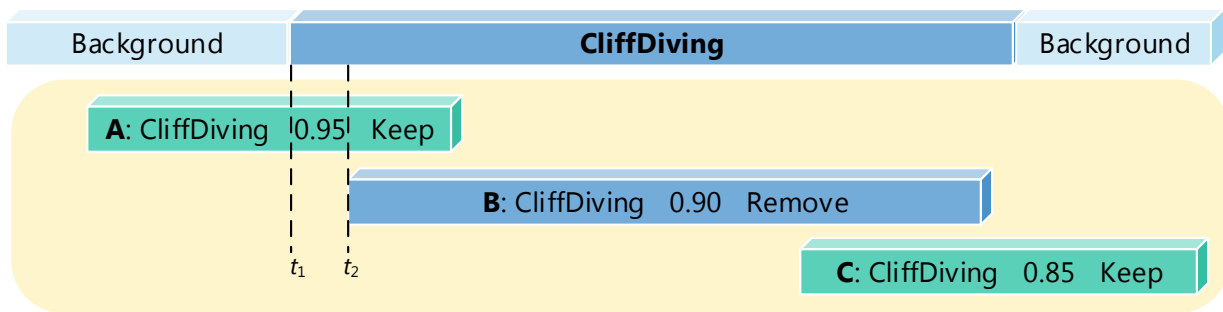 Background CliffDiving Background
A: CliffDiving 0.95 Keep
B: CliffDiving 0.90 Remove
t1 t2
C: CliffDiving 0.85 Keep